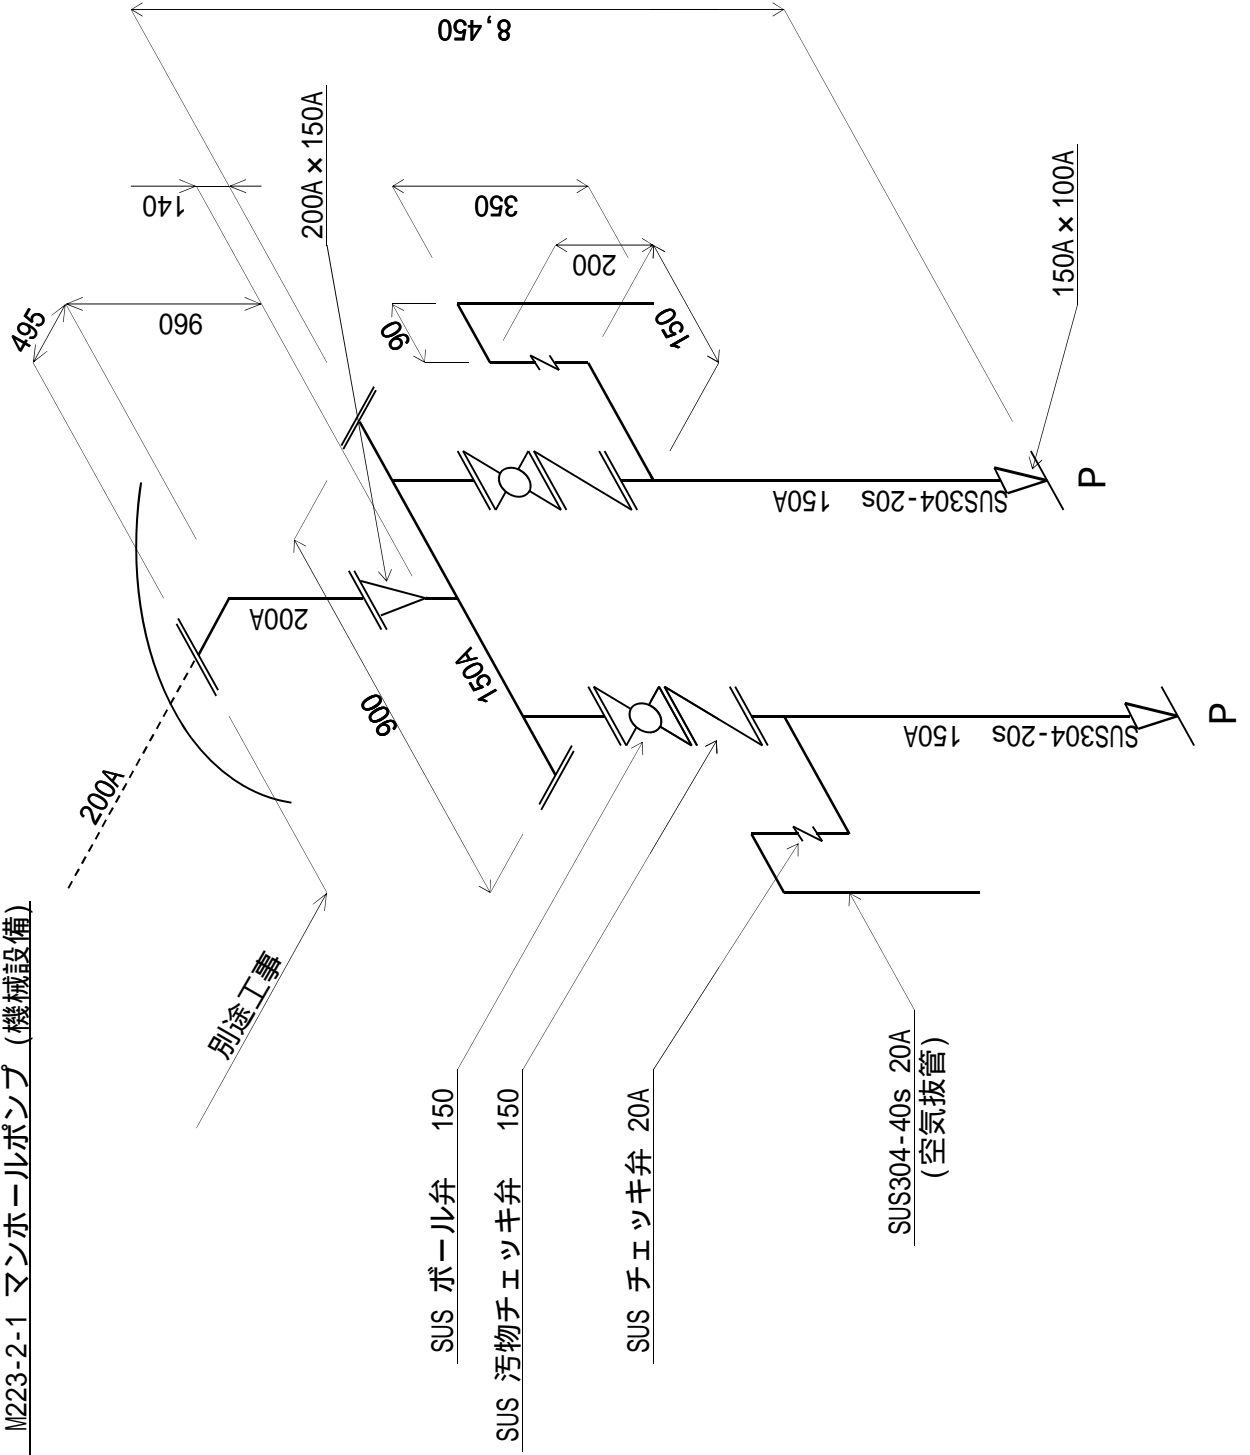 M223-2-1 マンホールポンプ (機械設備)
200A
別途工事
495
960
140
8,450
200A×150A
350
200
90
150
150A×100A
200A
900
150A
150A SUS304-20s
P
150A SUS304-20s
P
SUS ボール弁 150
SUS 汚物チェッキ弁 150
SUS チェッキ弁 20A
SUS304-40s 20A
(空気抜管)